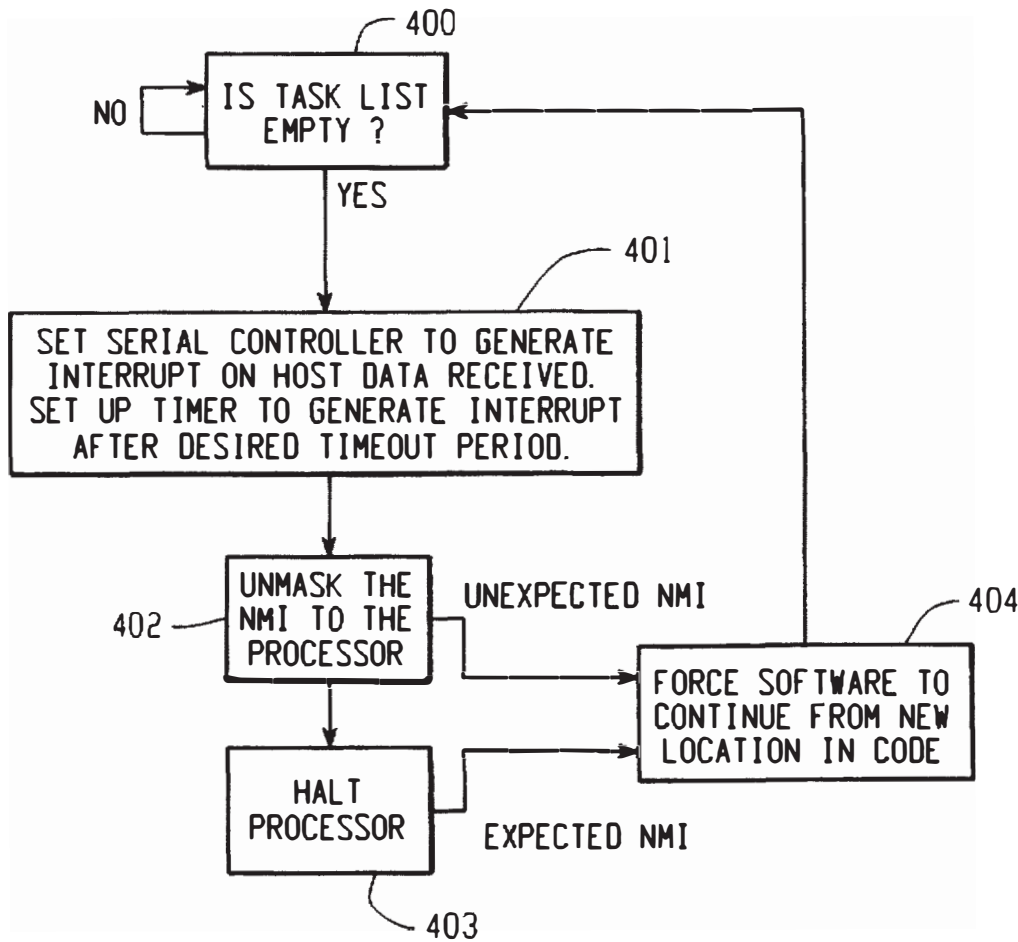 400
IS TASK LIST
EMPTY ?
NO
YES
401
SET SERIAL CONTROLLER TO GENERATE
INTERRUPT ON HOST DATA RECEIVED.
SET UP TIMER TO GENERATE INTERRUPT
AFTER DESIRED TIMEOUT PERIOD.
402
UNMASK THE
NMI TO THE
PROCESSOR
UNEXPECTED NMI
404
FORCE SOFTWARE TO
CONTINUE FROM NEW
LOCATION IN CODE
HALT
PROCESSOR
EXPECTED NMI
403